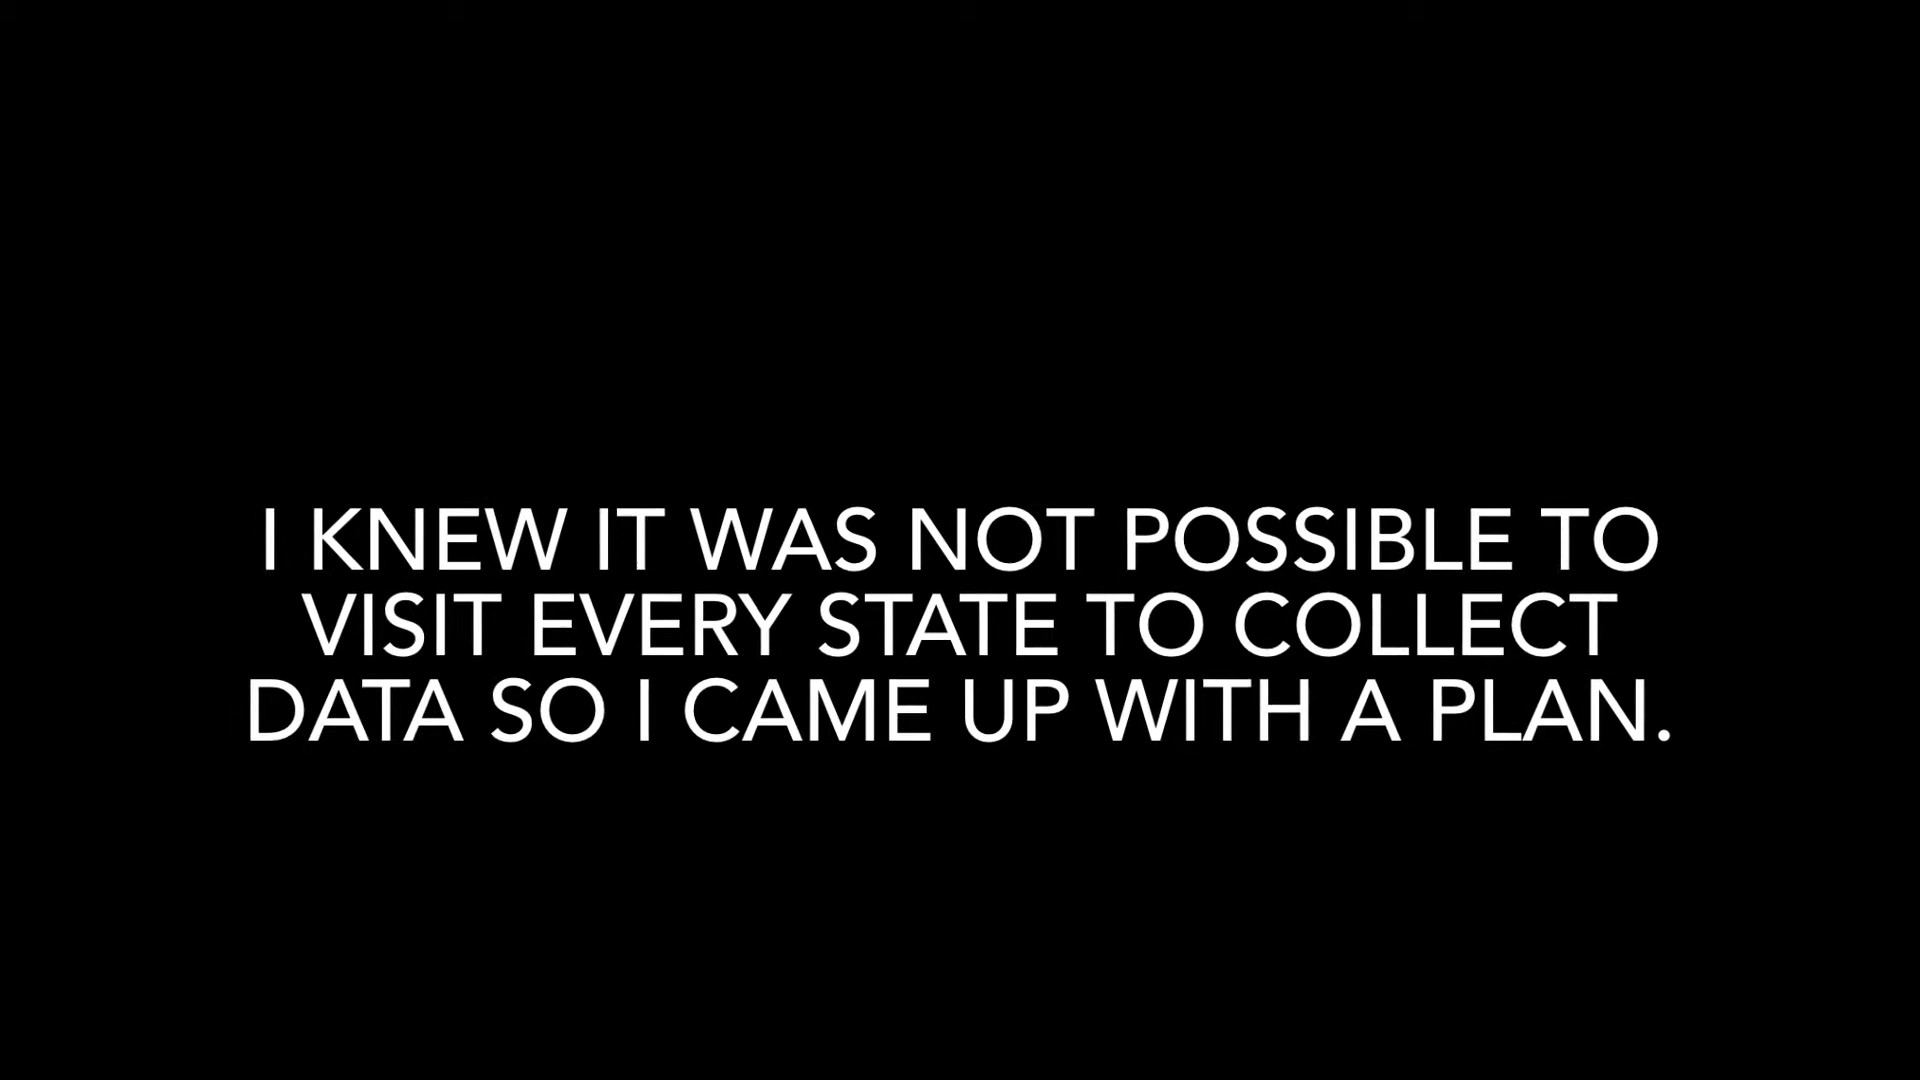 I KNEW IT WAS NOT POSSIBLE TO
VISIT EVERY STATE TO COLLECT
DATA SO I CAME UP WITH A PLAN.